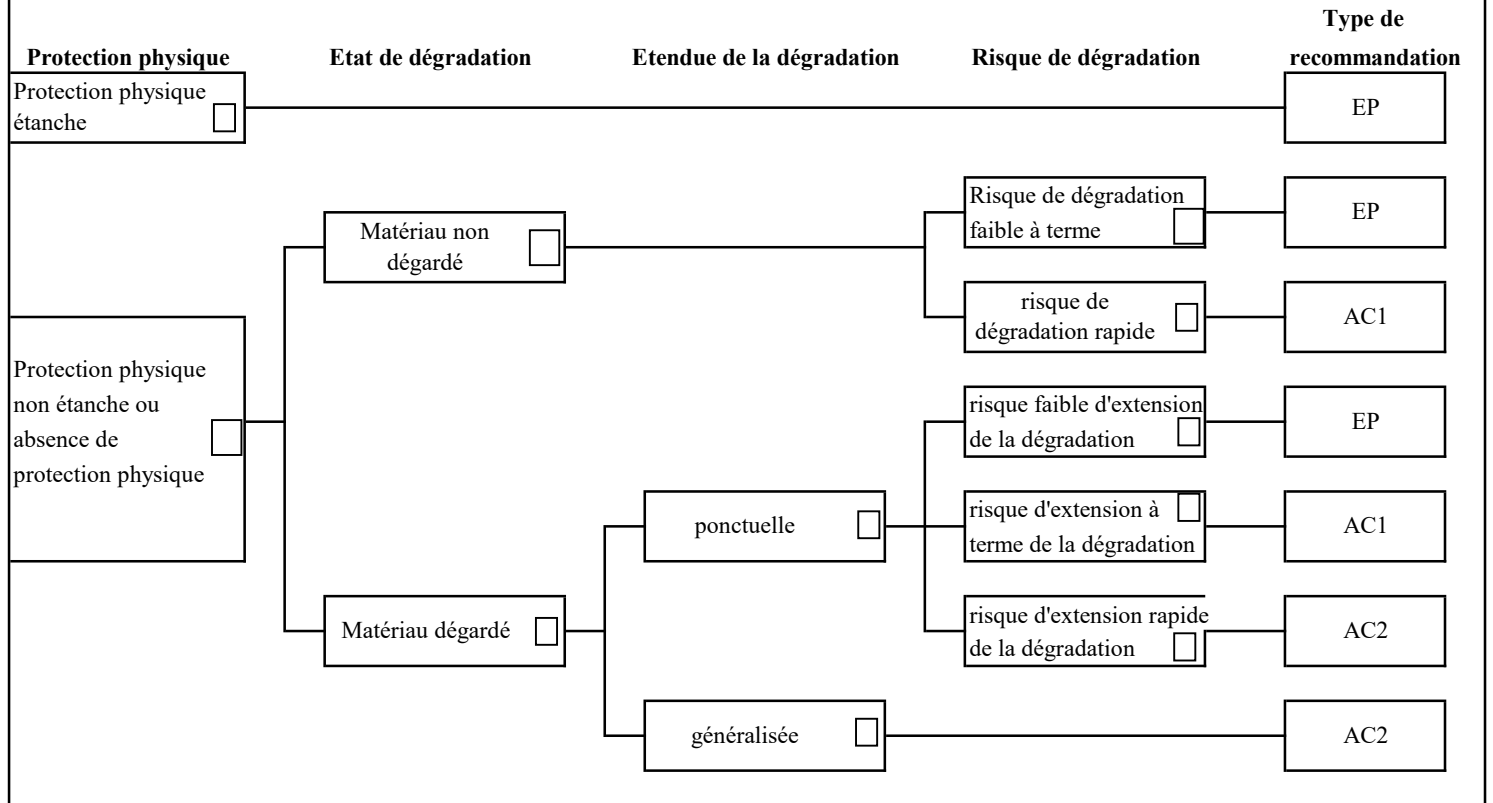 Type de
Protection physique Etat de dégradation Etendue de la dégradation Risque de dégradation recommandation
Protection physique
étanche
EP
Risque de dégradation
faible à terme
EP
Matériau non
dégardé
risque de
dégradation rapide
AC1
Protection physique
non étanche ou
absence de
protection physique
risque faible d'extension
de la dégradation
EP
ponctuelle
risque d'extension à
terme de la dégradation
AC1
Matériau dégardé
risque d'extension rapide
de la dégradation
AC2
généralisée
AC2